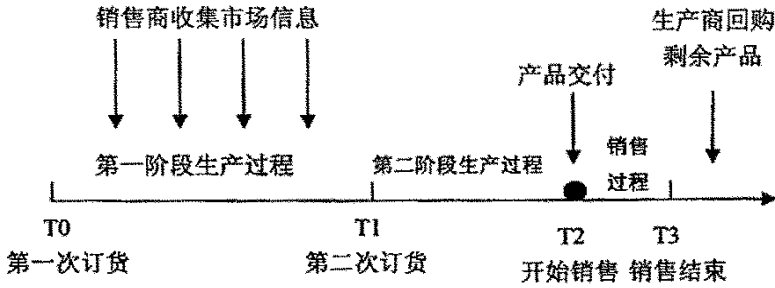 销售商收集市场信息
生产商回购
剩余产品
产品交付
第一阶段生产过程
第二阶段生产过程
销售
过程
T0
T1
T2
T3
第一次订货
第二次订货
开始销售
销售结束